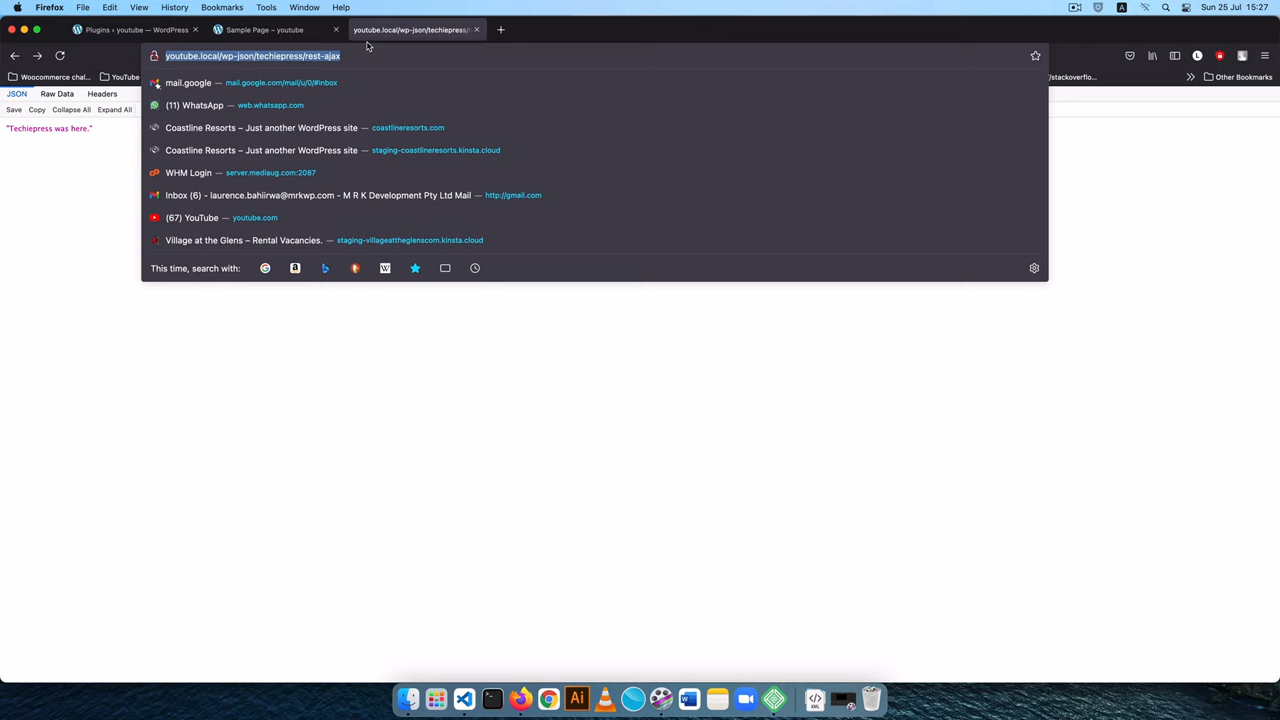 Firefox File Edit View History Bookmarks Tools Window Help A Sun 25 Jul 15:27
Plugins ‹ youtube — WordPress
Sample Page – youtube
youtube.local/wp-json/techiepress/
youtube.local/wp-json/techiepress/rest-ajax
Woocommerce chal...
YouTube
/stackoverflo...
Other Bookmarks
mail.google — mail.google.com/mail/u/0/#inbox
JSON Raw Data Headers
(11) WhatsApp — web.whatsapp.com
Save Copy Collapse All Expand All
"Techiepress was here."
Coastline Resorts – Just another WordPress site — coastlineresorts.com
Coastline Resorts – Just another WordPress site — staging-coastlineresorts.kinsta.cloud
WHM Login — server.mediaug.com:2087
Inbox (6) - laurence.bahiirwa@mrkwp.com - M R K Development Pty Ltd Mail — http://gmail.com
(67) YouTube — youtube.com
Village at the Glens – Rental Vacancies. — staging-villageattheglenscom.kinsta.cloud
This time, search with: